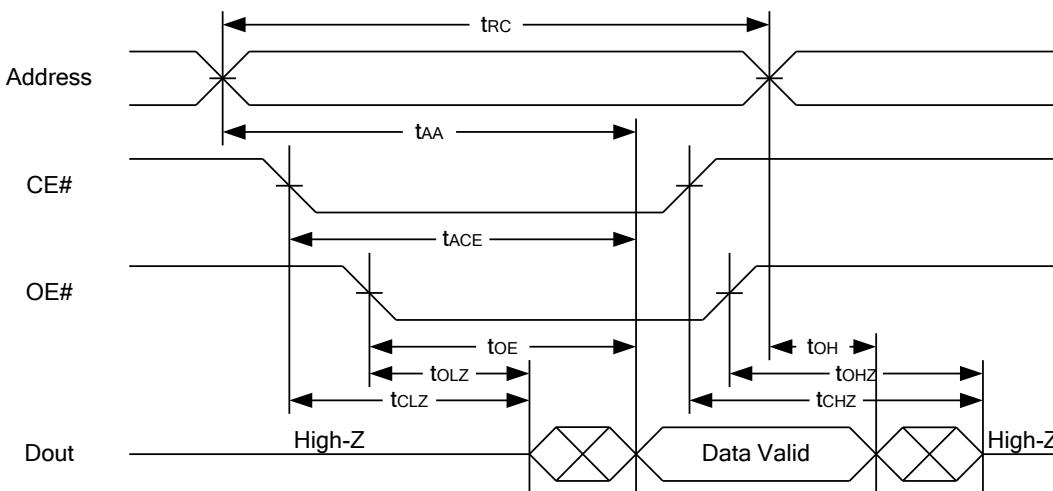 tRC
Address
tAA
CE#
tACE
OE#
tOE
tOH
tOLZ
tOHZ
tCLZ
tCHZ
Dout
High-Z
Data Valid
High-Z